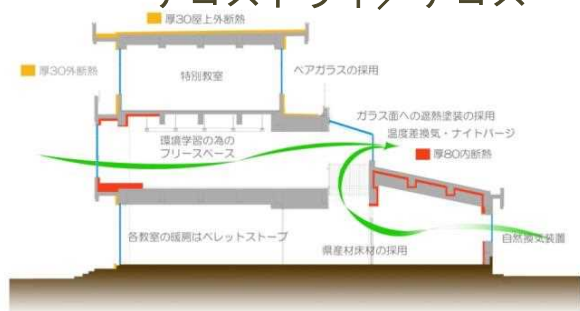 厚30屋上外断熱
厚30外断熱
特別教室
ペアガラスの採用
ガラス面への遮熱塗装の採用
温度差換気・ナイトパージ
環境学習の為の
フリースペース
厚80内断熱
各教室の暖房はペレットストーブ
県産材床材の採用
自然換気装置